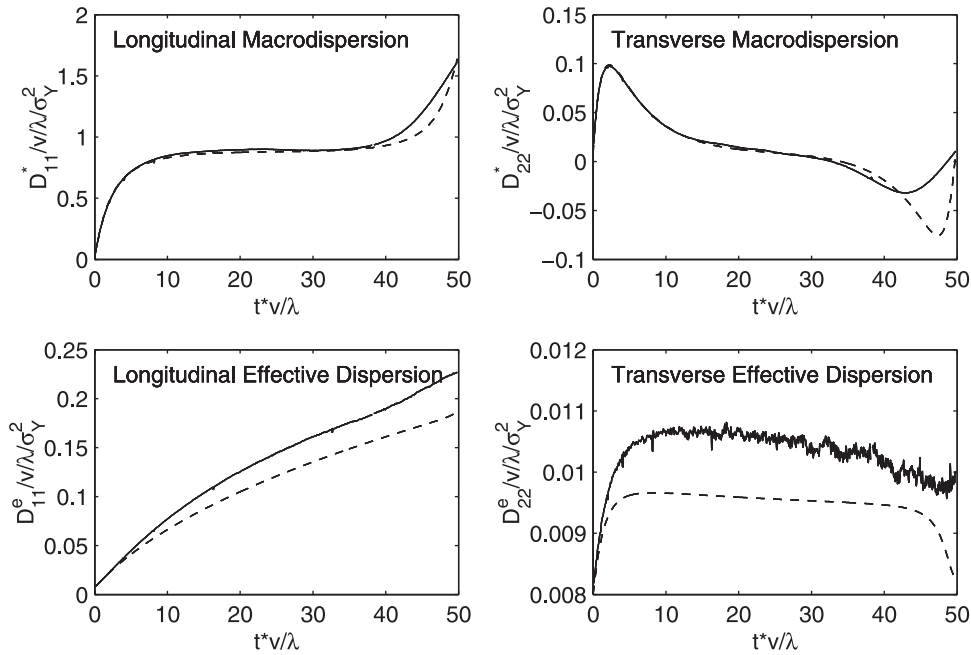 Longitudinal Macrodispersion
D*11/v/λ/σ²Y
2
1.5
1
0.5
0
0 10 20 30 40 50
t*v/λ
Transverse Macrodispersion
D*22/v/λ/σ²Y
0.15
0.1
0.05
0
−0.05
−0.1
0 10 20 30 40 50
t*v/λ
Longitudinal Effective Dispersion
Dᵉ11/v/λ/σ²Y
0.25
0.2
0.15
0.1
0.05
0
0 10 20 30 40 50
t*v/λ
Transverse Effective Dispersion
Dᵉ22/v/λ/σ²Y
0.012
0.011
0.01
0.009
0.008
0 10 20 30 40 50
t*v/λ